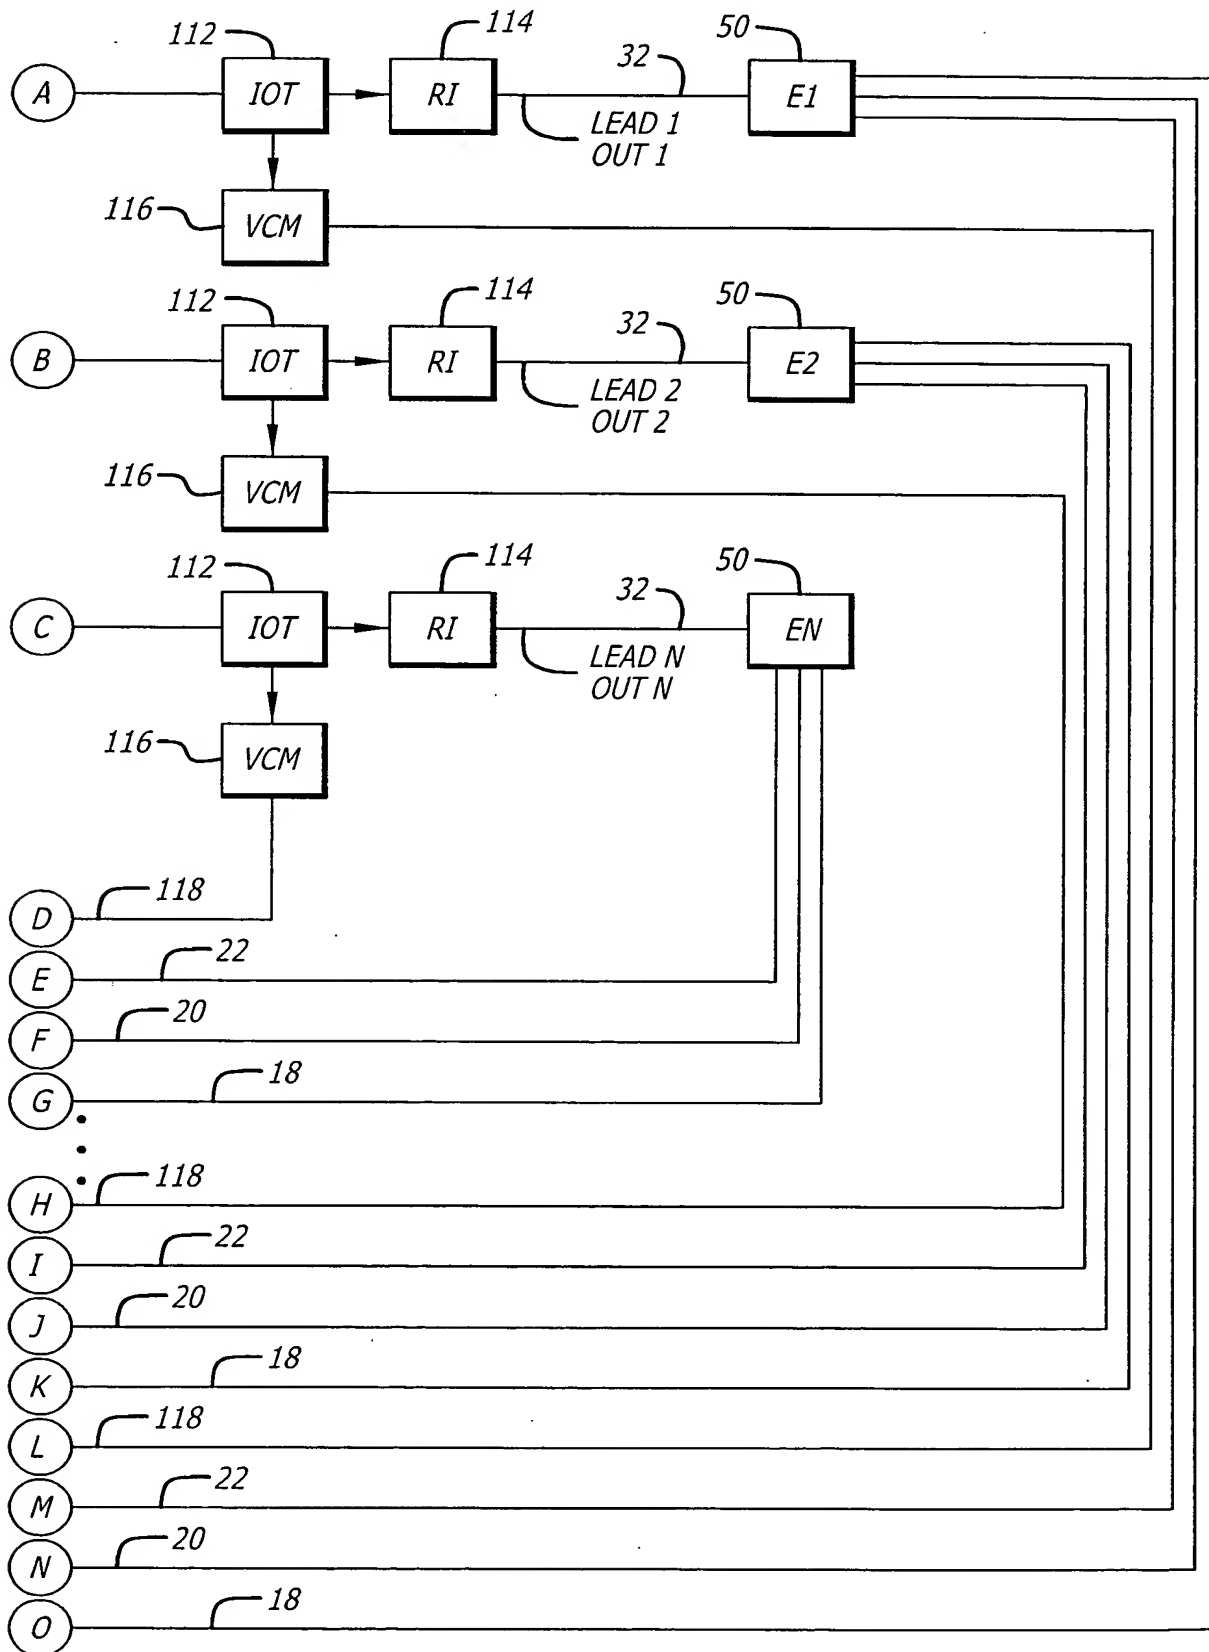 112
114
50
32
A
IOT
RI
E1
LEAD 1
OUT 1
116
VCM
112
114
50
32
B
IOT
RI
E2
LEAD 2
OUT 2
116
VCM
112
114
50
32
C
IOT
RI
EN
LEAD N
OUT N
116
VCM
118
D
22
E
20
F
18
G
118
H
22
I
20
J
18
K
118
L
22
M
20
N
18
O